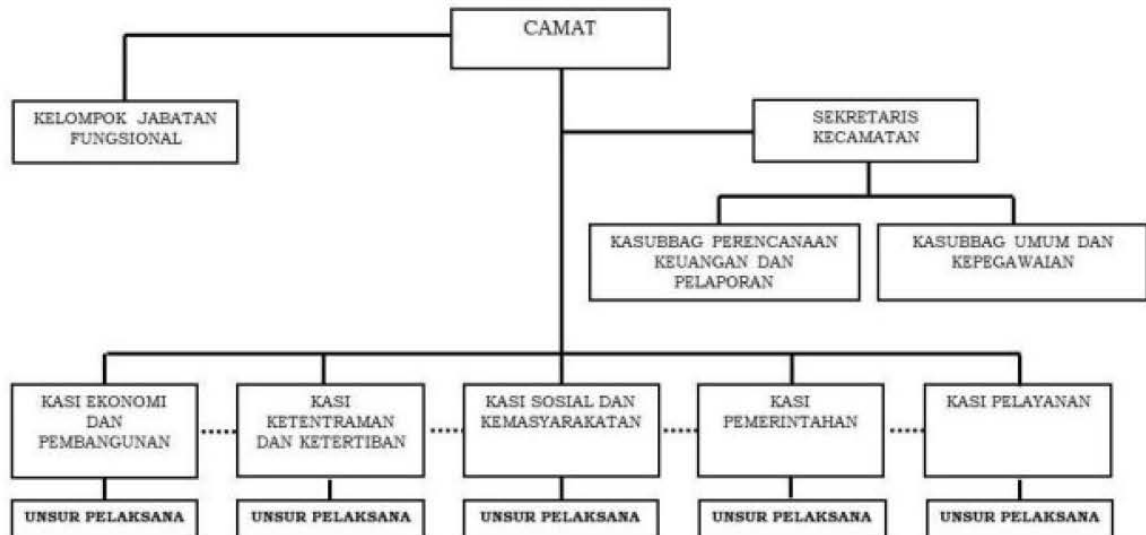 CAMAT
KELOMPOK JABATAN
FUNGSIONAL
SEKRETARIS
KECAMATAN
KASUBBAG PERENCANAAN
KEUANGAN DAN
PELAPORAN
KASUBBAG UMUM DAN
KEPEGAWAIAN
KASI EKONOMI
DAN
PEMBANGUNAN
KASI
KETENTRAMAN
DAN KETERTIBAN
KASI SOSIAL DAN
KEMASYARAKATAN
KASI
PEMERINTAHAN
KASI PELAYANAN
UNSUR PELAKSANA
UNSUR PELAKSANA
UNSUR PELAKSANA
UNSUR PELAKSANA
UNSUR PELAKSANA